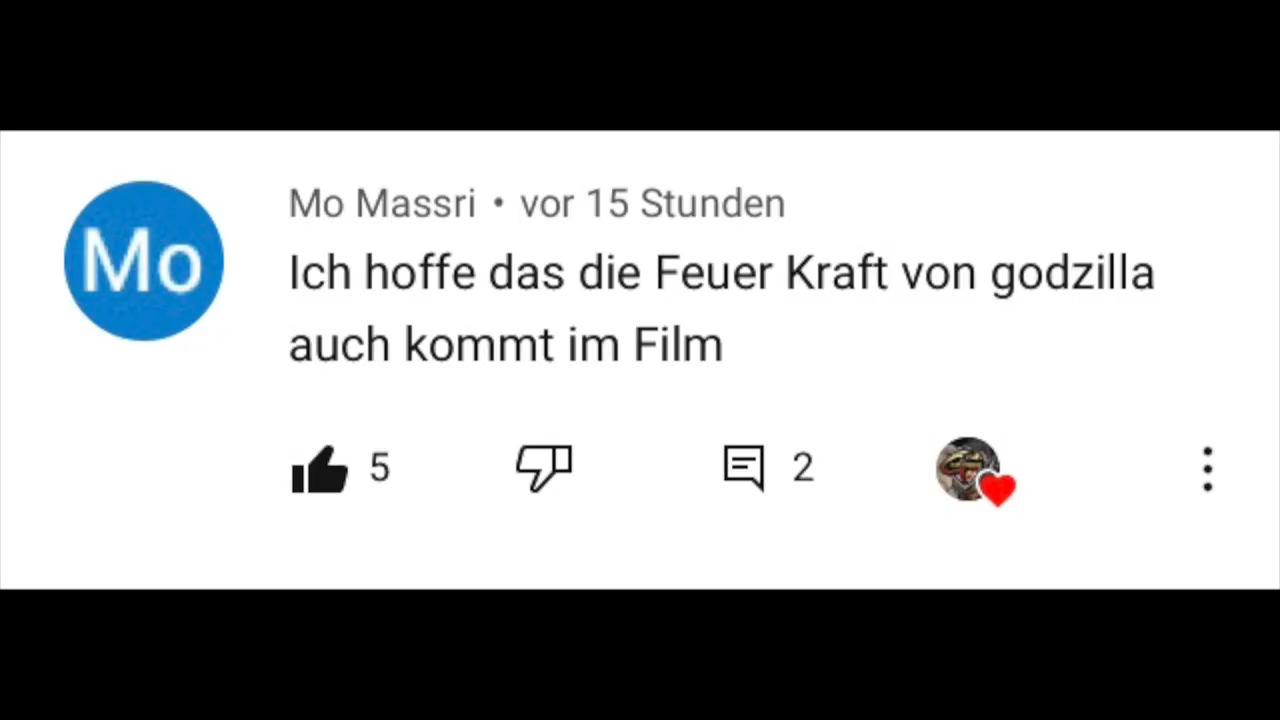 Mo
Mo Massri • vor 15 Stunden
Ich hoffe das die Feuer Kraft von godzilla
auch kommt im Film
5 2